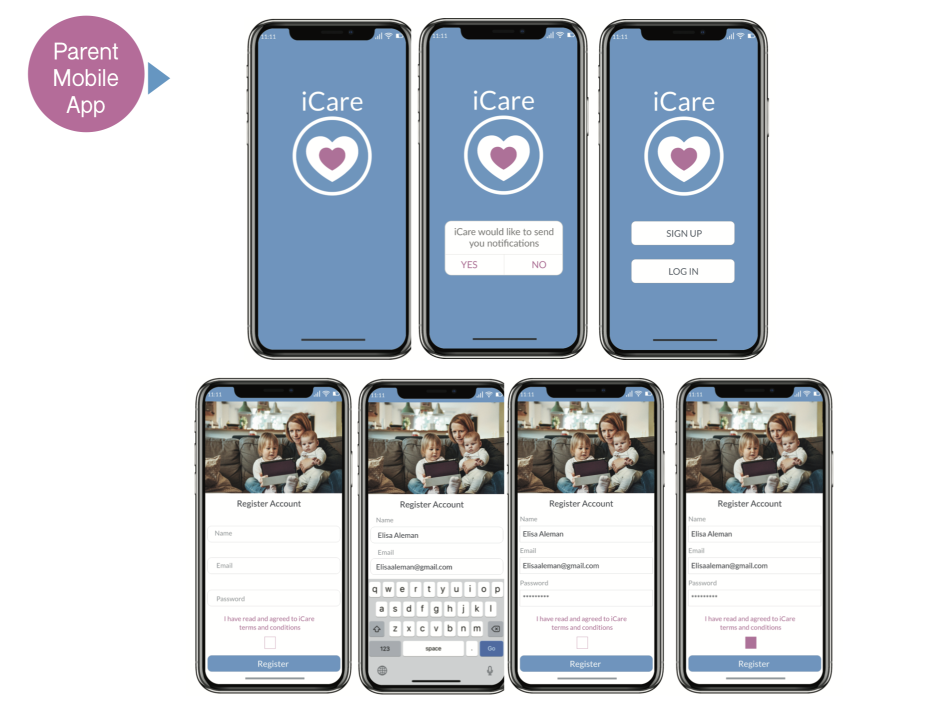 Parent
Mobile
App
11:11
iCare
11:11
iCare
iCare would like to send
you notifications
YES NO
11:11
iCare
SIGN UP
LOG IN
11:11
Register Account
Name
Email
Password
I have read and agreed to iCare
terms and conditions
Register
11:11
Register Account
Name
Elisa Aleman
Email
Elisaaleman@gmail.com
q w e r t y u i o p
a s d f g h j k l
z x c v b n m
123 space . Go
11:11
Register Account
Name
Elisa Aleman
Email
Elisaaleman@gmail.com
Password
*********
I have read and agreed to iCare
terms and conditions
Register
11:11
Register Account
Name
Elisa Aleman
Email
Elisaaleman@gmail.com
Password
*********
I have read and agreed to iCare
terms and conditions
Register